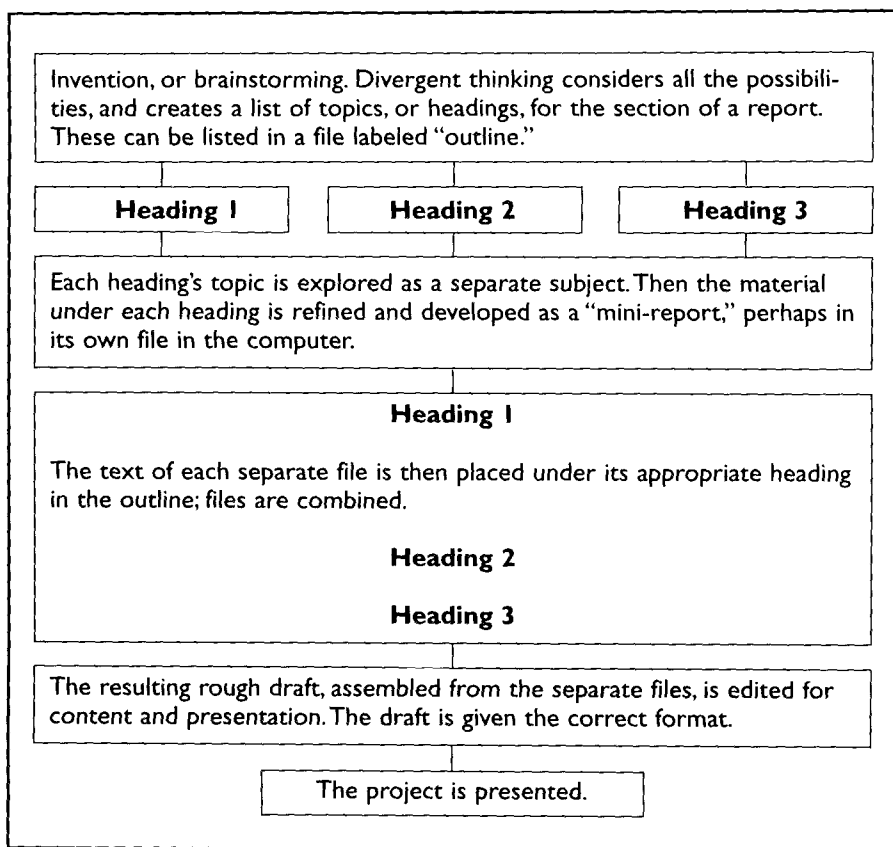 Invention, or brainstorming. Divergent thinking considers all the possibili-
ties, and creates a list of topics, or headings, for the section of a report.
These can be listed in a file labeled “outline.”
Heading 1 Heading 2 Heading 3
Each heading’s topic is explored as a separate subject. Then the material
under each heading is refined and developed as a “mini-report,” perhaps in
its own file in the computer.
Heading 1
The text of each separate file is then placed under its appropriate heading
in the outline; files are combined.
Heading 2
Heading 3
The resulting rough draft, assembled from the separate files, is edited for
content and presentation. The draft is given the correct format.
The project is presented.